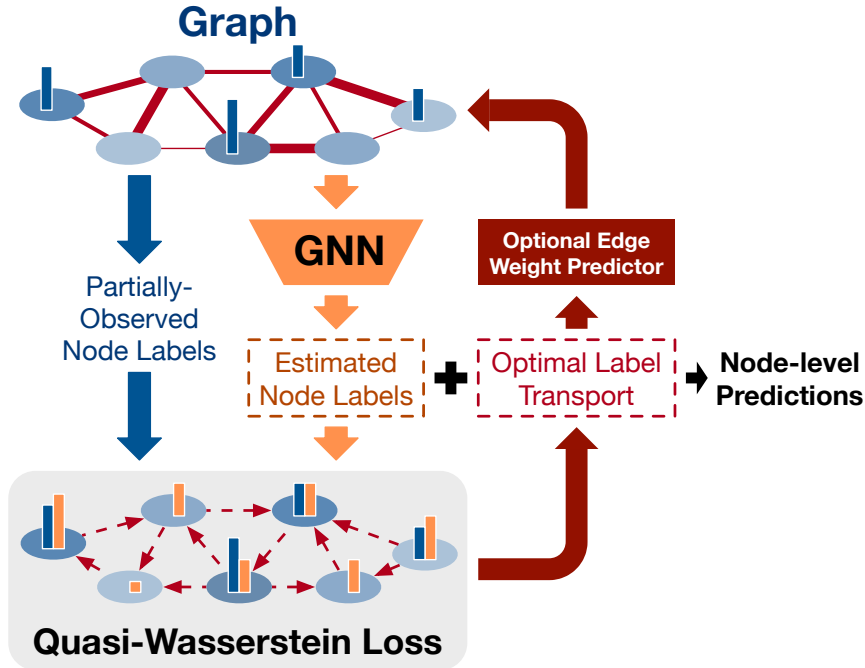 Graph
GNN
Optional Edge
Weight Predictor
Partially-
Observed
Node Labels
Estimated
Node Labels
Optimal Label
Transport
Node-level
Predictions
Quasi-Wasserstein Loss